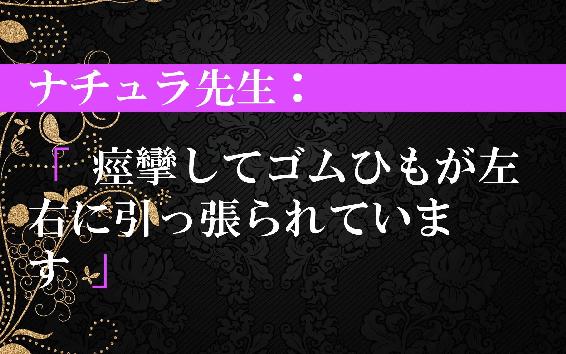 ナチュラ先生：
「 痙攣してゴムひもが左
右に引っ張られていま
す 」